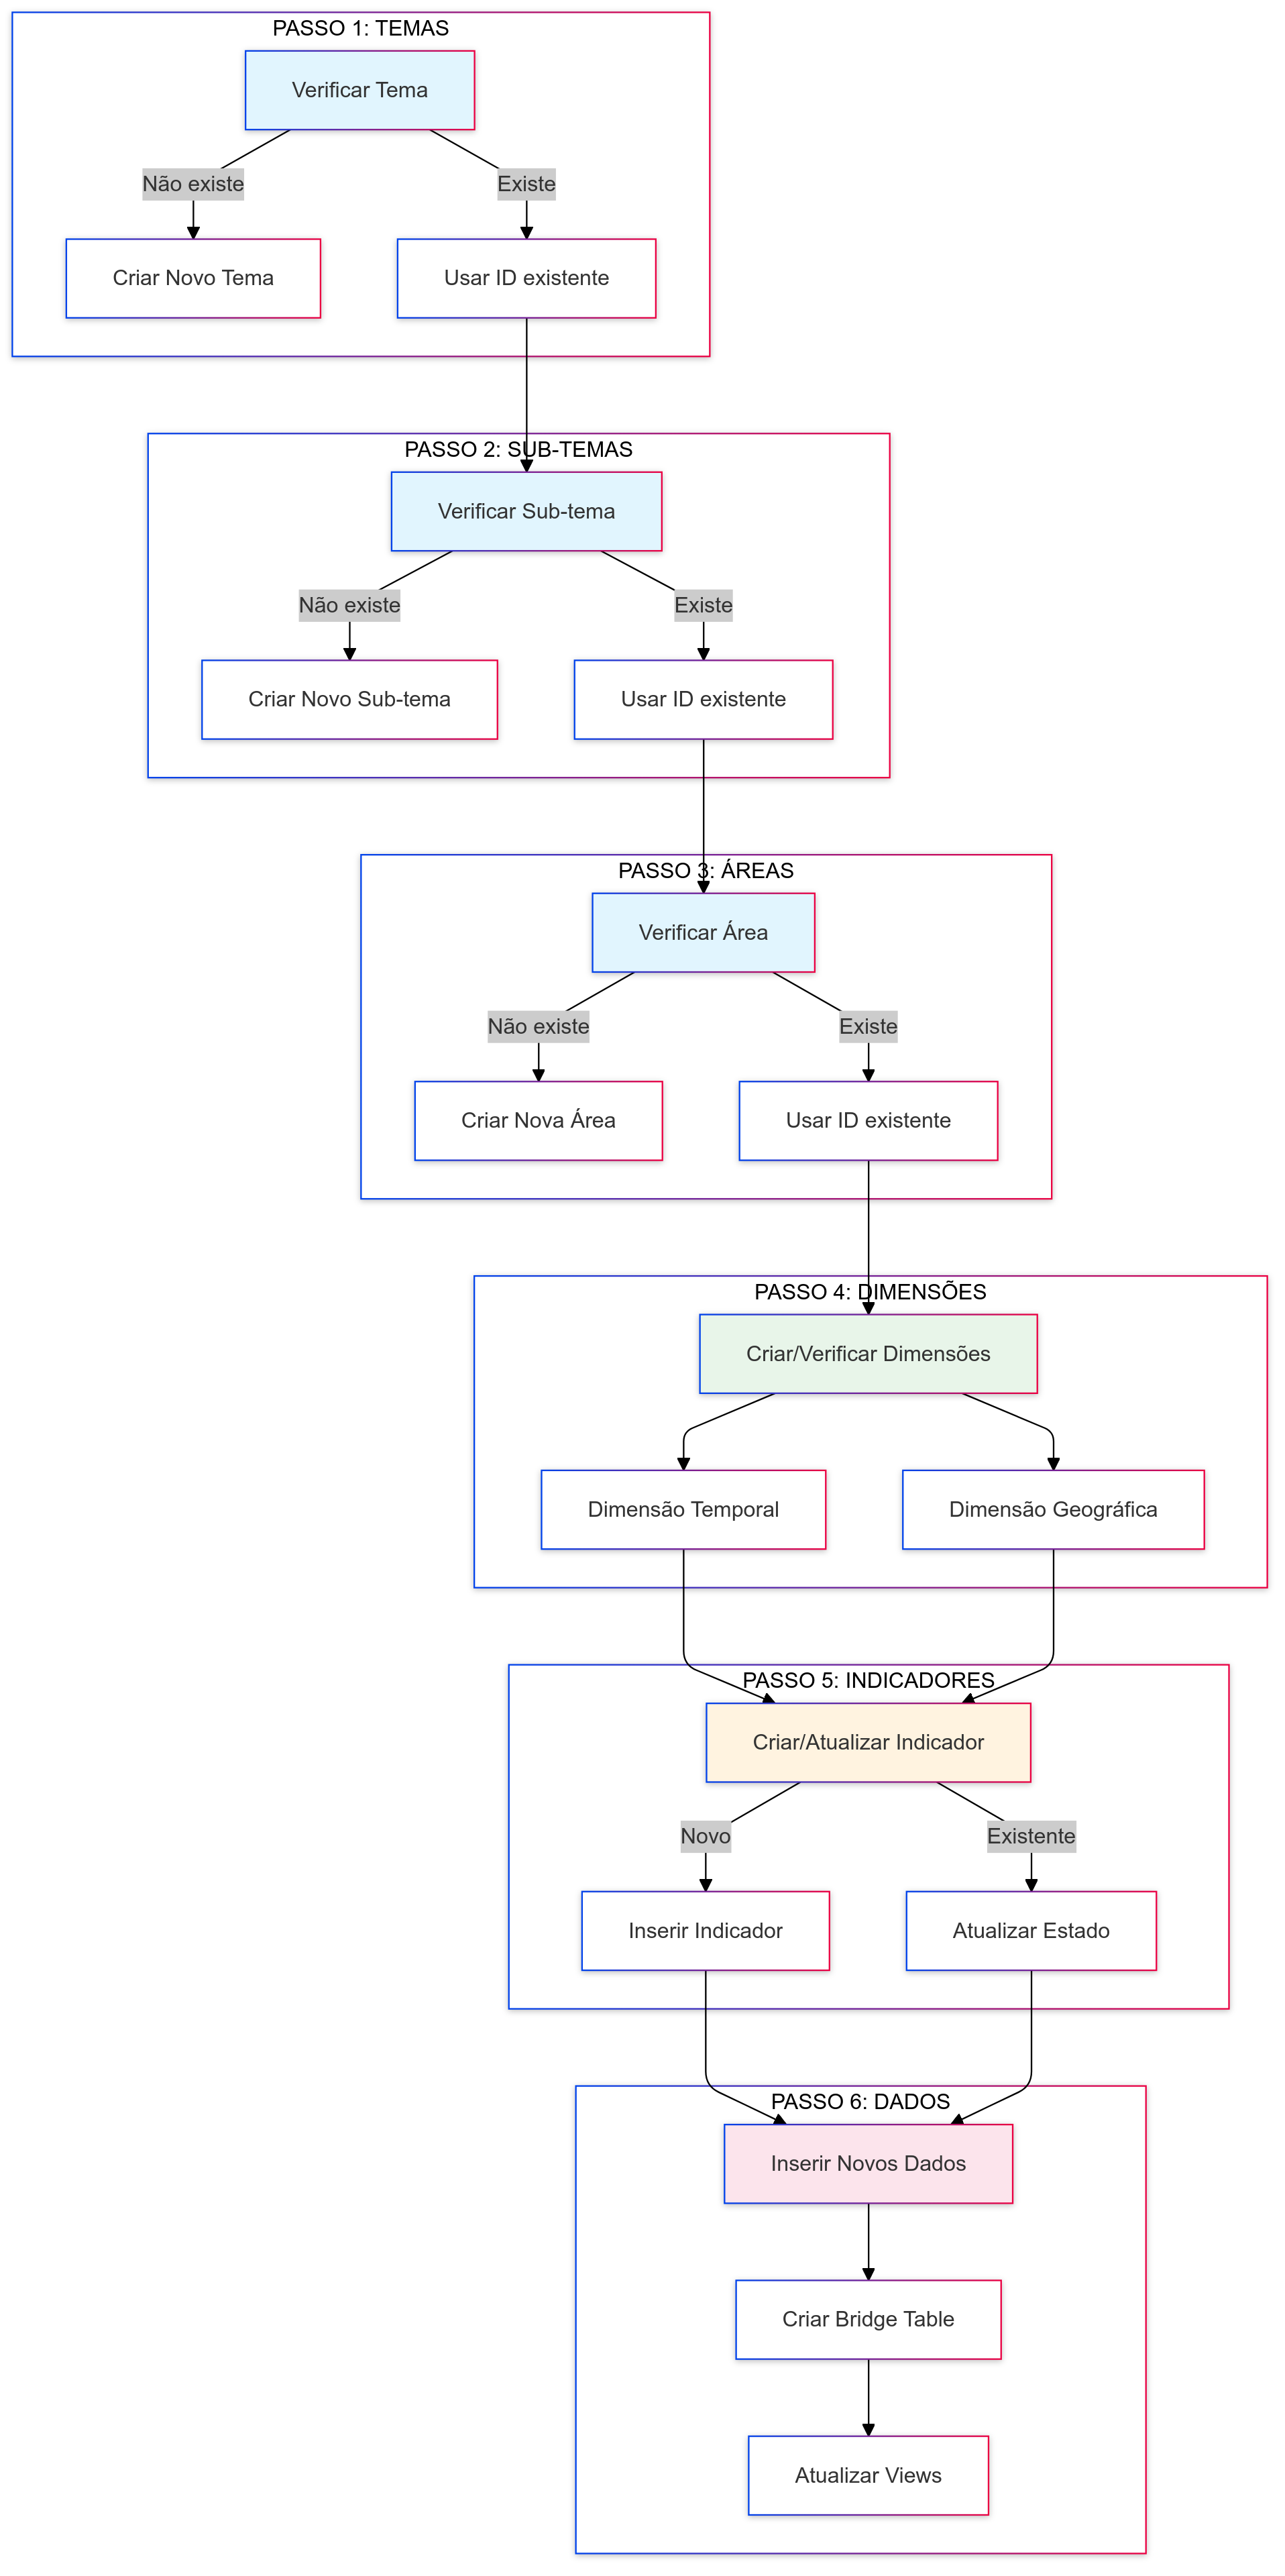 PASSO 1: TEMAS
Verificar Tema
Não existe
Existe
Criar Novo Tema
Usar ID existente
PASSO 2: SUB-TEMAS
Verificar Sub-tema
Não existe
Existe
Criar Novo Sub-tema
Usar ID existente
PASSO 3: ÁREAS
Verificar Área
Não existe
Existe
Criar Nova Área
Usar ID existente
PASSO 4: DIMENSÕES
Criar/Verificar Dimensões
Dimensão Temporal
Dimensão Geográfica
PASSO 5: INDICADORES
Criar/Atualizar Indicador
Novo
Existente
Inserir Indicador
Atualizar Estado
PASSO 6: DADOS
Inserir Novos Dados
Criar Bridge Table
Atualizar Views